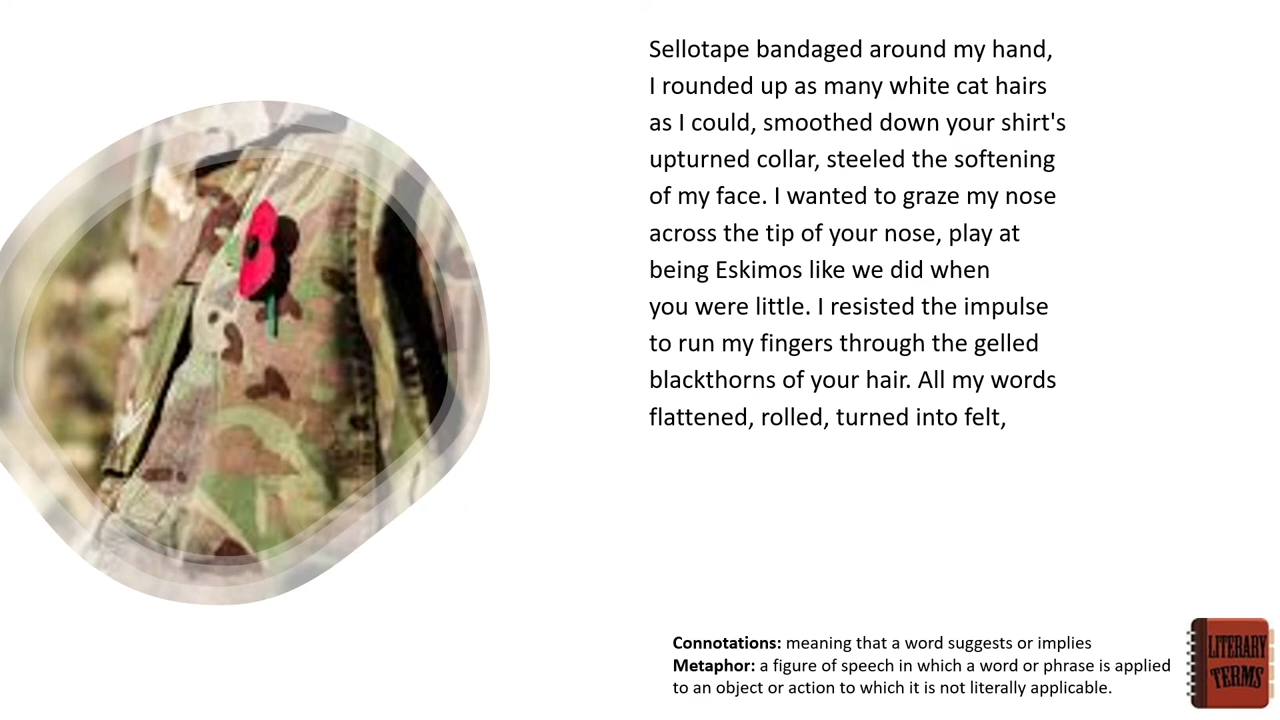 Sellotape bandaged around my hand,
I rounded up as many white cat hairs
as I could, smoothed down your shirt's
upturned collar, steeled the softening
of my face. I wanted to graze my nose
across the tip of your nose, play at
being Eskimos like we did when
you were little. I resisted the impulse
to run my fingers through the gelled
blackthorns of your hair. All my words
flattened, rolled, turned into felt,
Connotations: meaning that a word suggests or implies
Metaphor: a figure of speech in which a word or phrase is applied
to an object or action to which it is not literally applicable.
LITERARY
TERMS